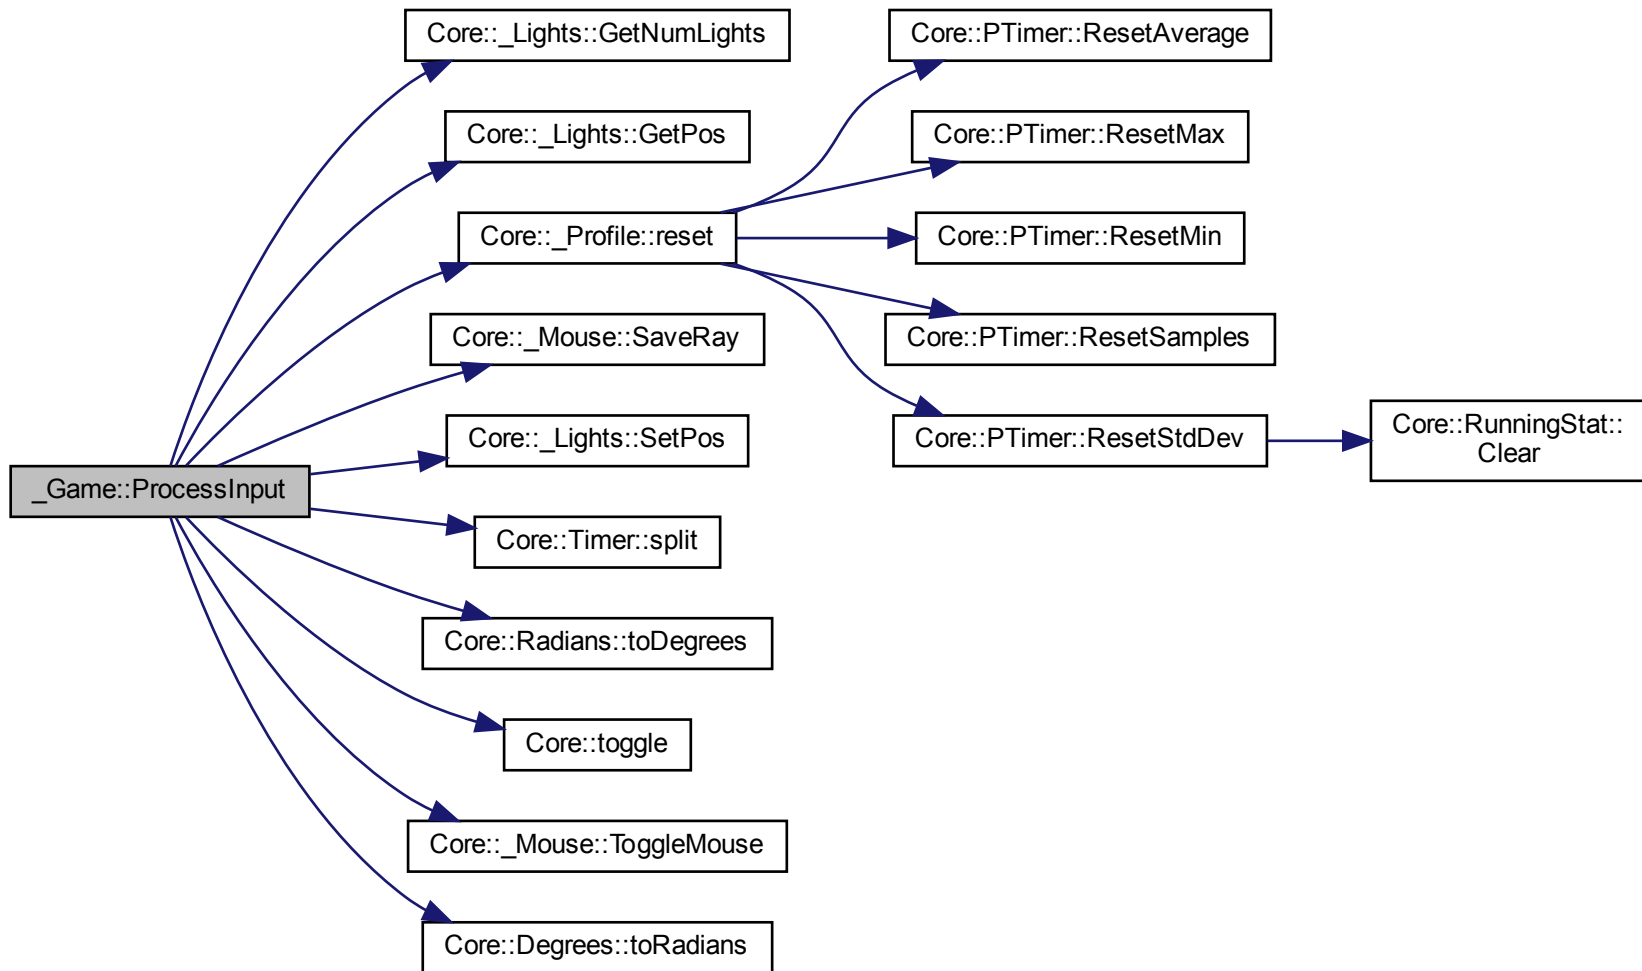 Core::_Lights::GetNumLights
Core::PTimer::ResetAverage
Core::_Lights::GetPos
Core::PTimer::ResetMax
Core::_Profile::reset
Core::PTimer::ResetMin
Core::_Mouse::SaveRay
Core::PTimer::ResetSamples
Core::_Lights::SetPos
Core::PTimer::ResetStdDev
Core::RunningStat::
Clear
_Game::ProcessInput
Core::Timer::split
Core::Radians::toDegrees
Core::toggle
Core::_Mouse::ToggleMouse
Core::Degrees::toRadians